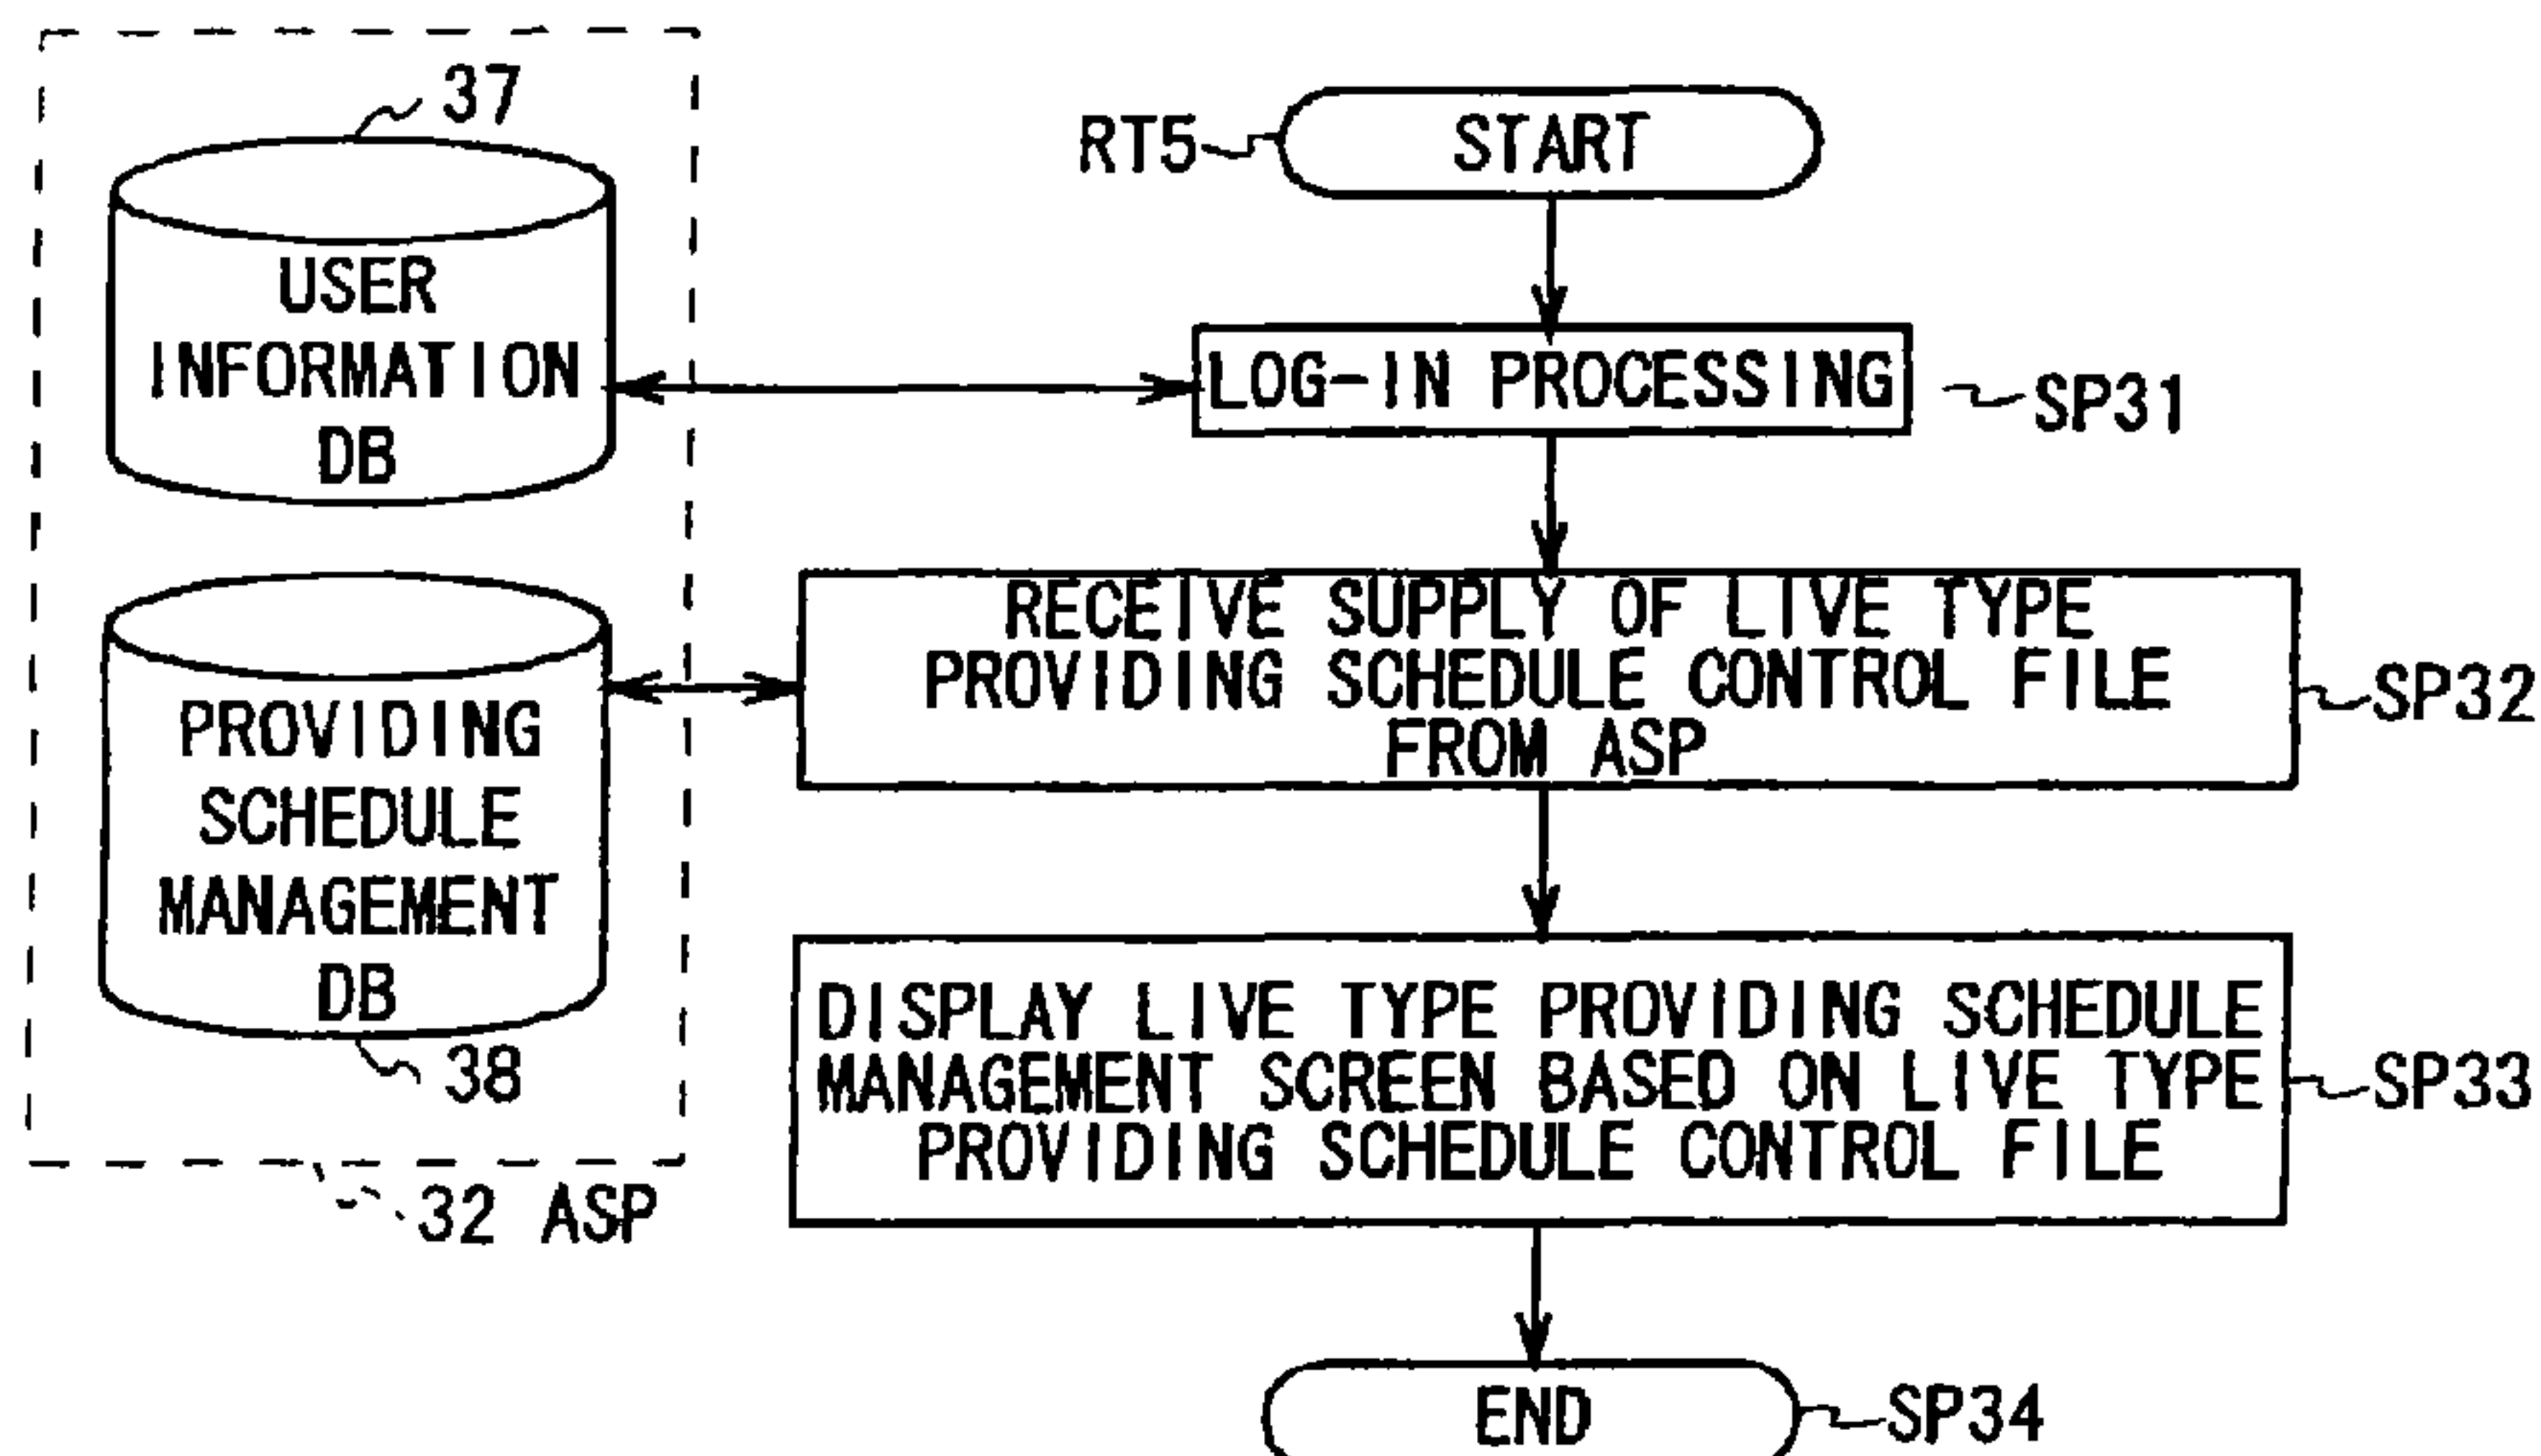 37
USER
INFORMATION
DB
PROVIDING
SCHEDULE
MANAGEMENT
DB
38
32 ASP
RT5
START
LOG-IN PROCESSING
SP31
RECEIVE SUPPLY OF LIVE TYPE
PROVIDING SCHEDULE CONTROL FILE
FROM ASP
SP32
DISPLAY LIVE TYPE PROVIDING SCHEDULE
MANAGEMENT SCREEN BASED ON LIVE TYPE
PROVIDING SCHEDULE CONTROL FILE
SP33
END
SP34